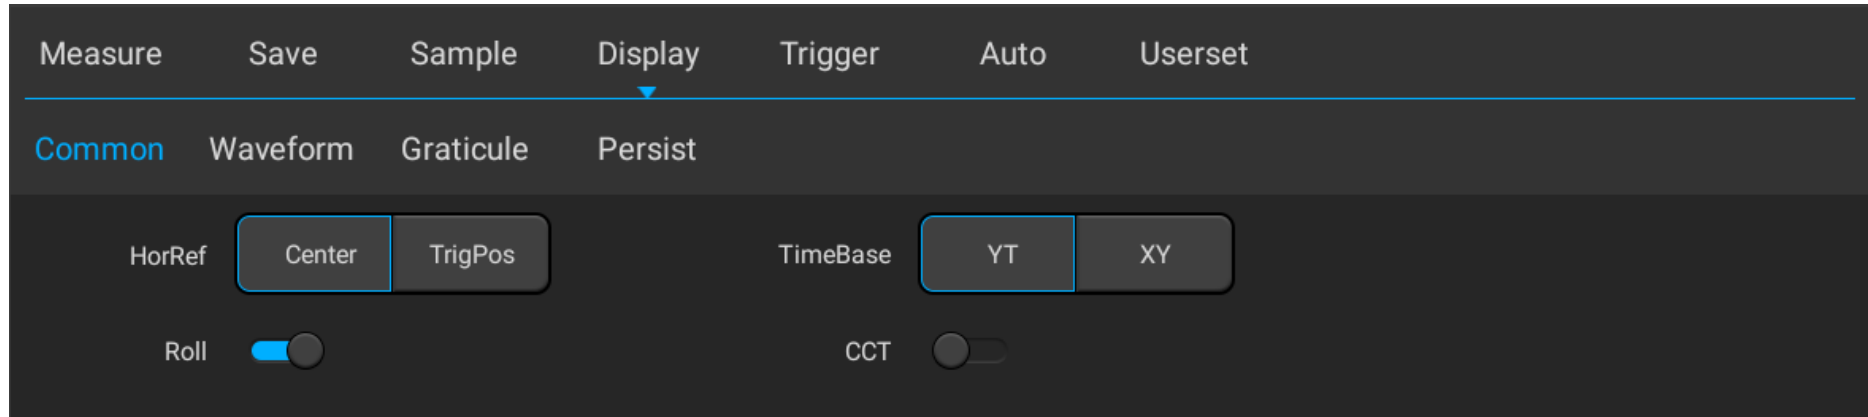 Measure Save Sample Display Trigger Auto Userset
Common Waveform Graticule Persist
HorRef Center TrigPos TimeBase YT XY
Roll CCT